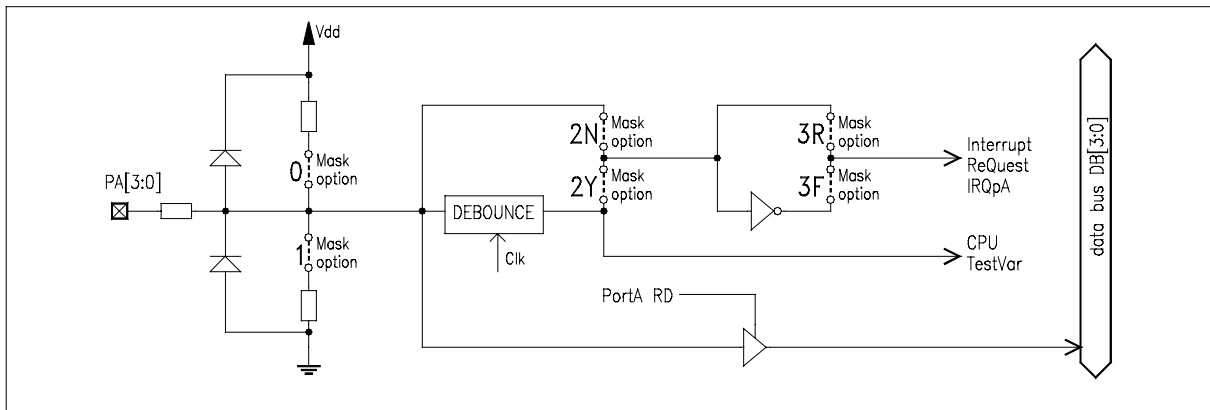 Vdd
0
Mask
option
PA[3:0]
1
Mask
option
DEBOUNCE
Clk
2N
Mask
option
2Y
Mask
option
3R
Mask
option
3F
Mask
option
Interrupt
ReQuest
IRQpA
CPU
TestVar
PortA RD
data bus DB[3:0]